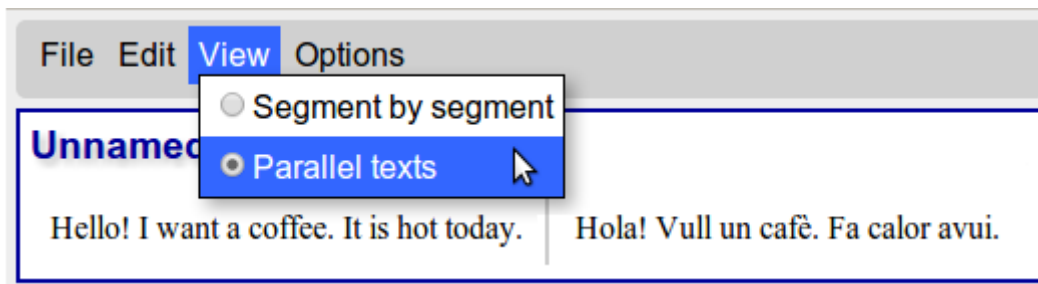 File Edit View Options
Segment by segment
Unnamed
Parallel texts
Hello! I want a coffee. It is hot today. Hola! Vull un cafè. Fa calor avui.